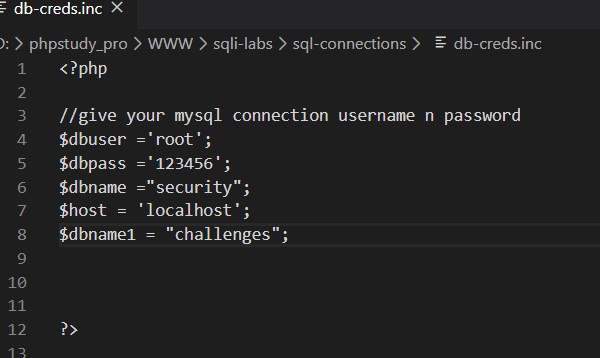 db-creds.inc ×
D: > phpstudy_pro > WWW > sqli-labs > sql-connections > db-creds.inc
1 <?php
2
3 //give your mysql connection username n password
4 $dbuser ='root';
5 $dbpass ='123456';
6 $dbname ="security";
7 $host = 'localhost';
8 $dbname1 = "challenges";
9
10
11
12 ?>
13